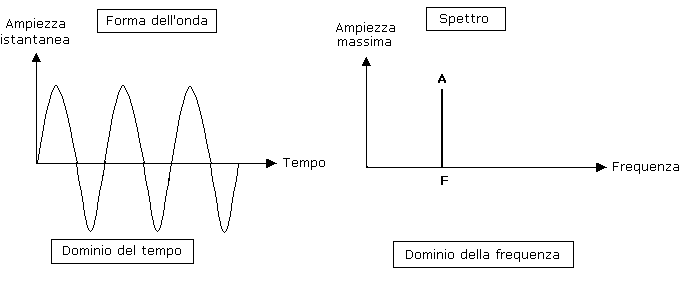 Forma dell'onda
Ampiezza
istantanea
Tempo
Dominio del tempo
Spettro
Ampiezza
massima
A
F
Frequenza
Dominio della frequenza